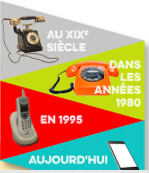 AU XIXe
SIÈCLE
DANS
LES
ANNÉES
1980
EN 1995
AUJOURD'HUI